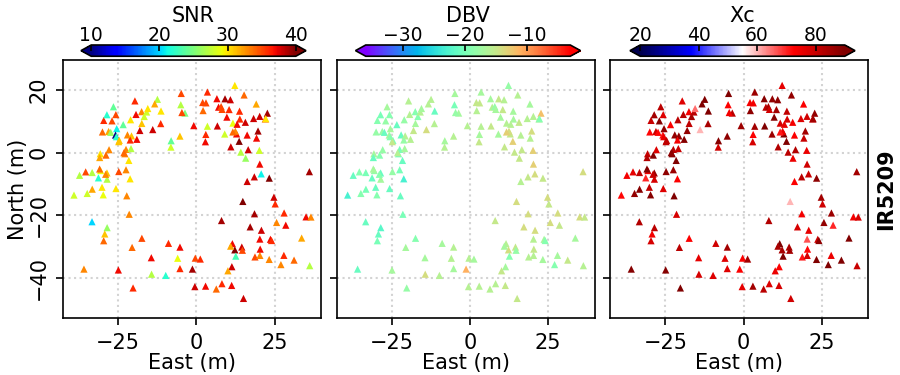 SNR DBV Xc
10 20 30 40 −30 −20 −10 20 40 60 80
20
0
−20
−40
North (m)
−25 0 25 −25 0 25 −25 0 25
East (m) East (m) East (m)
IR5209